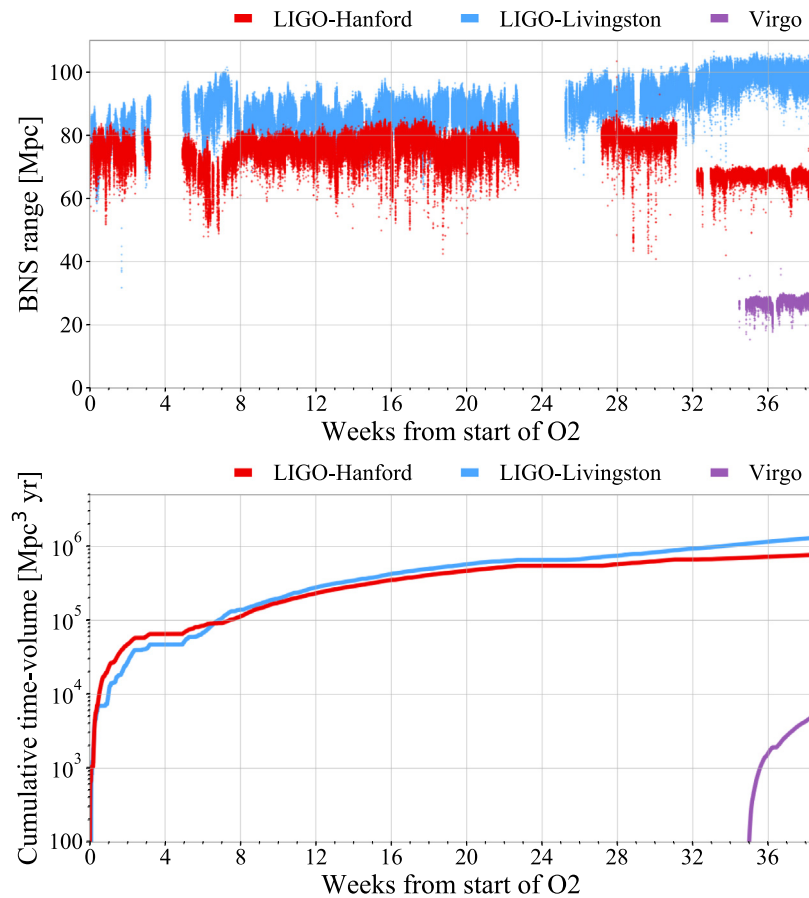 LIGO-Hanford LIGO-Livingston Virgo
100
80
60
40
20
0
BNS range [Mpc]
0 4 8 12 16 20 24 28 32 36
Weeks from start of O2
LIGO-Hanford LIGO-Livingston Virgo
10⁶
10⁵
10⁴
10³
100
Cumulative time-volume [Mpc³ yr]
0 4 8 12 16 20 24 28 32 36
Weeks from start of O2